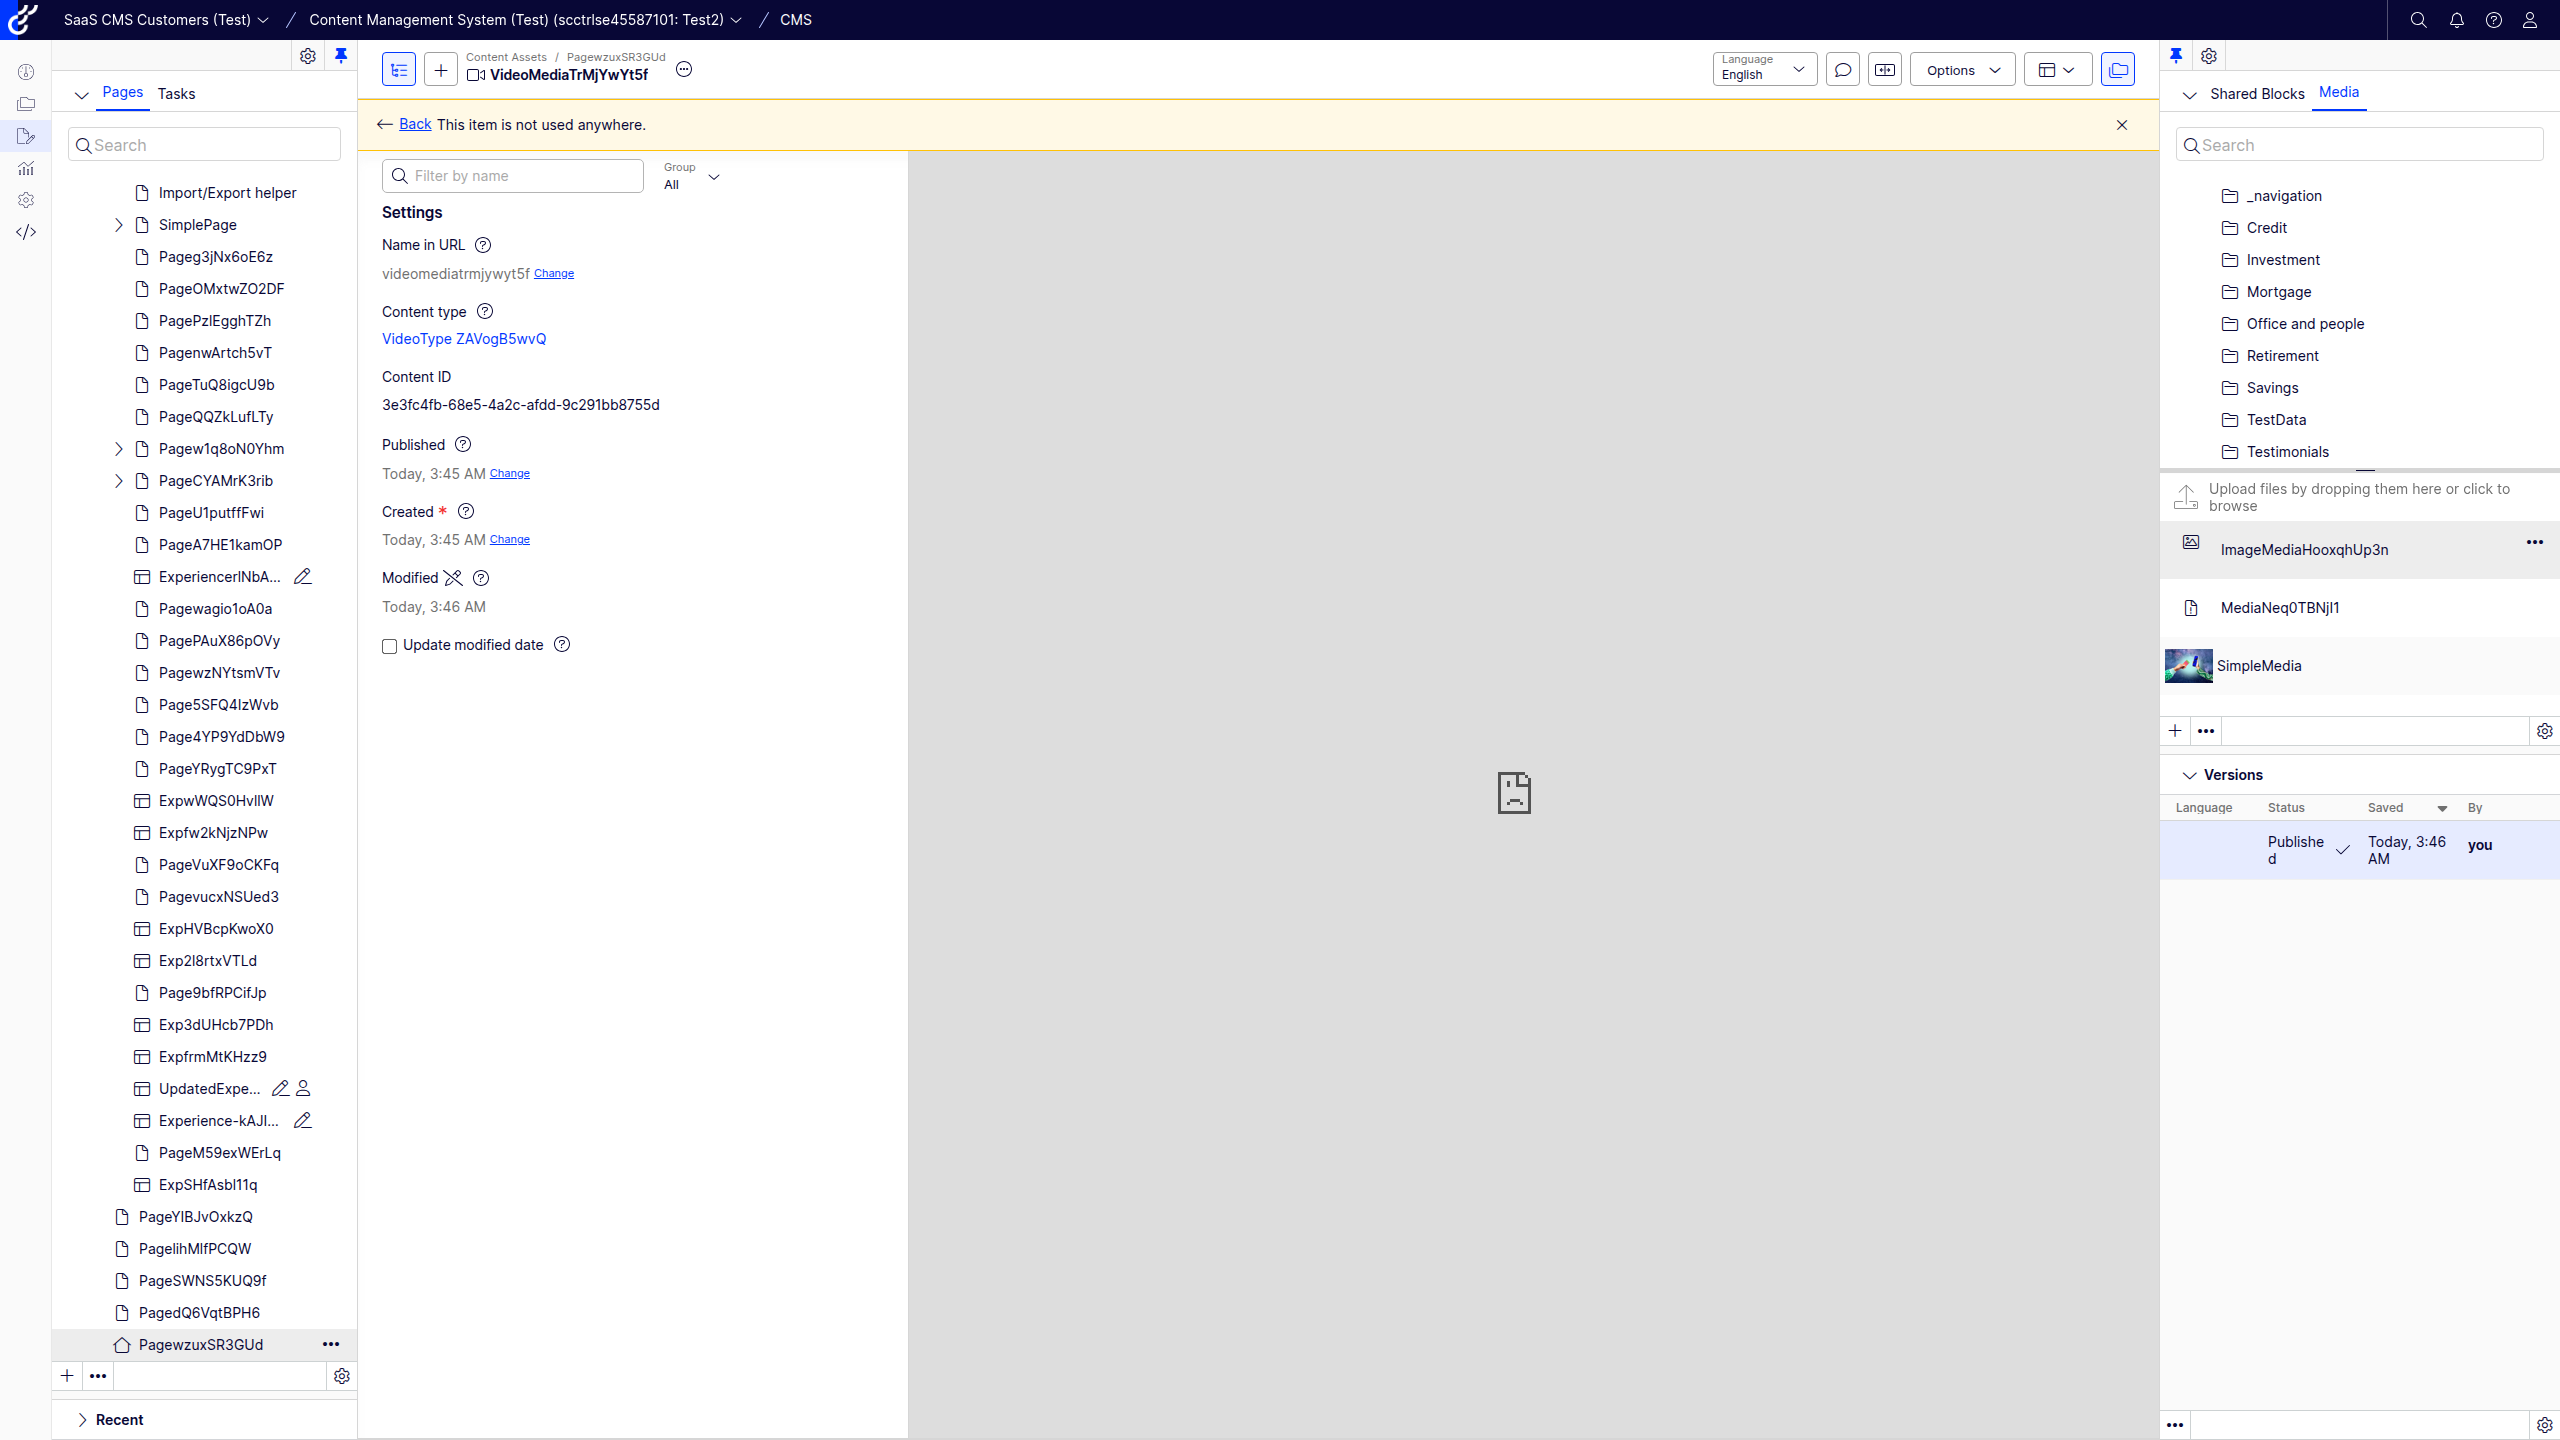 SaaS CMS Customers (Test)
Content Management System (Test) (scctrlse45587101: Test2)
CMS
Pages
Tasks
Search
Import/Export helper
SimplePage
Pageg3jNx6oE6z
PageOMxtwZO2DF
PagePzlEgghTZh
PagenwArtch5vT
PageTuQ8igcU9b
PageQQZkLufLTy
Pagew1q8oN0Yhm
PageCYAMrK3rib
PageU1putffFwi
PageA7HE1kamOP
ExperiencerlNbA...
Pagewagio1oA0a
PagePAuX86pOVy
PagewzNYtsmVTv
Page5SFQ4lzWvb
Page4YP9YdDbW9
PageYRygTC9PxT
ExpwWQS0HvllW
Expfw2kNjzNPw
PageVuXF9oCKFq
PagevucxNSUed3
ExpHVBcpKwoX0
Exp2l8rtxVTLd
Page9bfRPCifJp
Exp3dUHcb7PDh
ExpfrmMtKHzz9
UpdatedExpe...
Experience-kAJl...
PageM59exWErLq
ExpSHfAsbl11q
PageYIBJvOxkzQ
PagelihMlfPCQW
PageSWNS5KUQ9f
PagedQ6VqtBPH6
PagewzuxSR3GUd
Recent
Content Assets / PagewzuxSR3GUd
VideoMediaTrMjYwYt5f
Language
English
Options
Back This item is not used anywhere.
Filter by name
Group
All
Settings
Name in URL
videomediatrmjywyt5f Change
Content type
VideoType ZAVogB5wvQ
Content ID
3e3fc4fb-68e5-4a2c-afdd-9c291bb8755d
Published
Today, 3:45 AM Change
Created *
Today, 3:45 AM Change
Modified
Today, 3:46 AM
Update modified date
Shared Blocks
Media
Search
_navigation
Credit
Investment
Mortgage
Office and people
Retirement
Savings
TestData
Testimonials
Upload files by dropping them here or click to
browse
ImageMediaHooxqhUp3n
MediaNeq0TBNjI1
SimpleMedia
Versions
Language Status Saved By
Publishe
d
Today, 3:46
AM
you